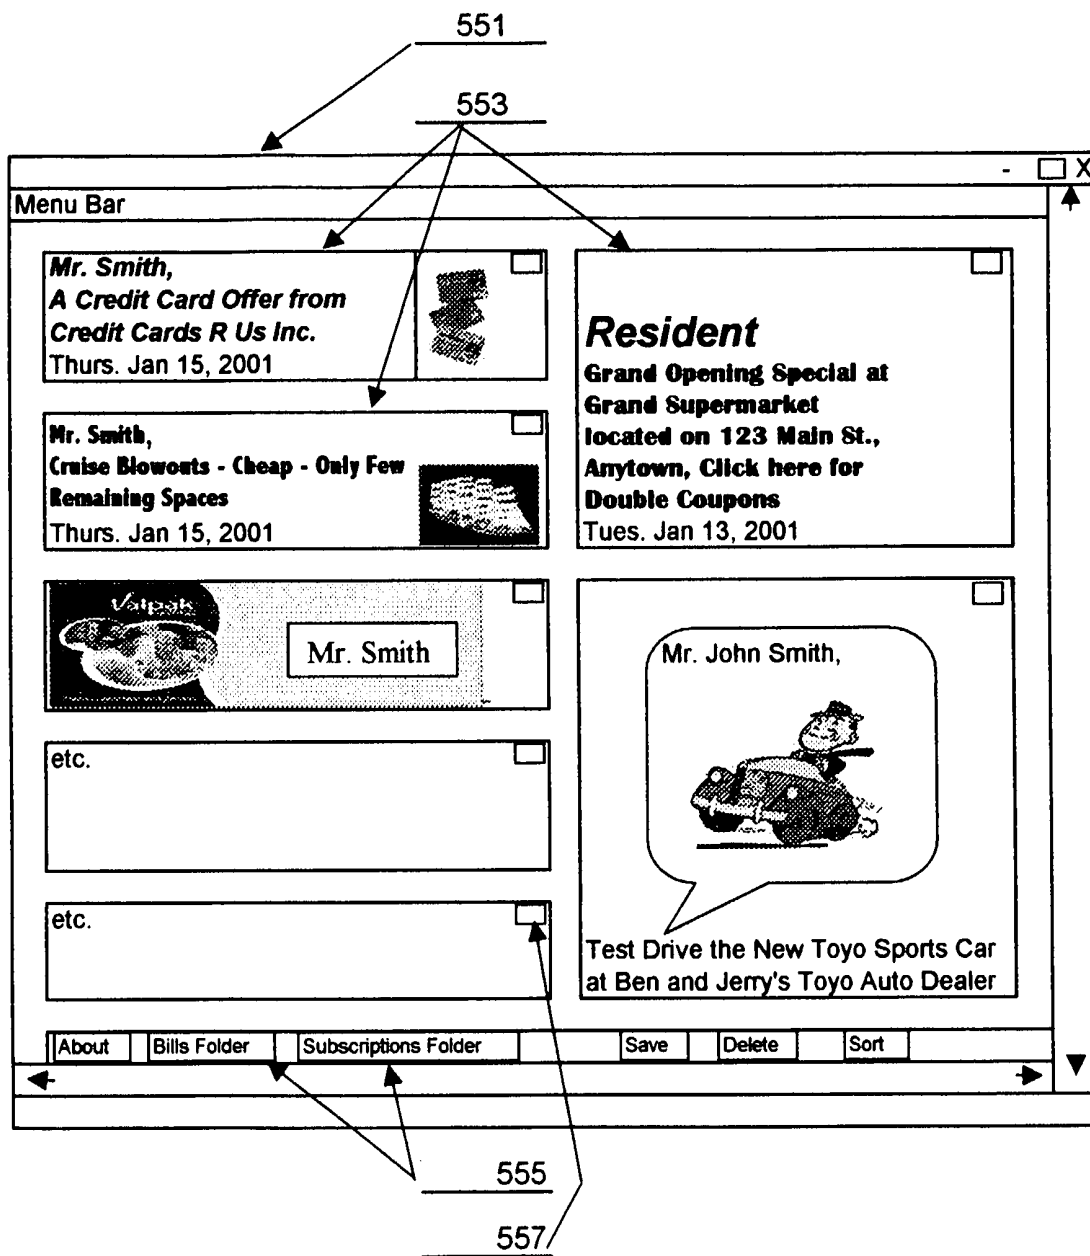 551
553
- X
Menu Bar
Mr. Smith,
A Credit Card Offer from
Credit Cards R Us Inc.
Thurs. Jan 15, 2001
Resident
Grand Opening Special at
Grand Supermarket
located on 123 Main St.,
Anytown, Click here for
Double Coupons
Tues. Jan 13, 2001
Mr. Smith,
Cruise Blowouts - Cheap - Only Few
Remaining Spaces
Thurs. Jan 15, 2001
Valpak
Mr. Smith
Mr. John Smith,
etc.
etc.
Test Drive the New Toyo Sports Car
at Ben and Jerry's Toyo Auto Dealer
About Bills Folder Subscriptions Folder Save Delete Sort
555
557